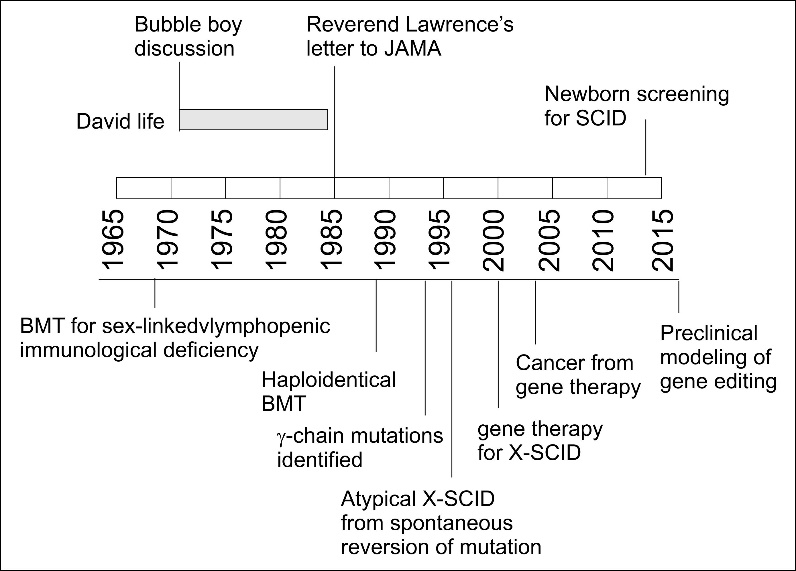 Bubble boy
discussion
Reverend Lawrence's
letter to JAMA
Newborn screening
for SCID
David life
1965
1970
1975
1980
1985
1990
1995
2000
2005
2010
2015
BMT for sex-linkedvlymphopenic
immunological deficiency
Haploidentical
BMT
γ-chain mutations
identified
Atypical X-SCID
from spontaneous
reversion of mutation
gene therapy
for X-SCID
Cancer from
gene therapy
Preclinical
modeling of
gene editing